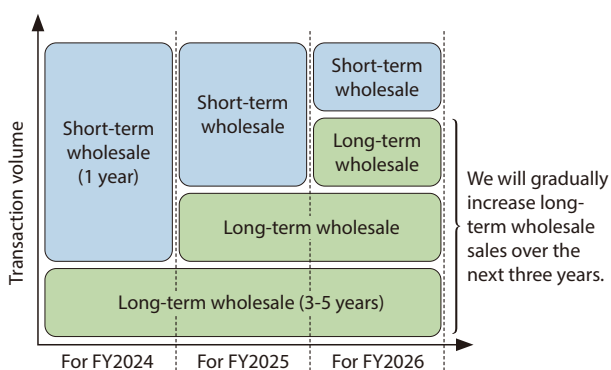 Transaction volume
Short-term
wholesale
(1 year)
Short-term
wholesale
Short-term
wholesale
Long-term
wholesale
Long-term wholesale
Long-term wholesale (3-5 years)
We will gradually
increase long-
term wholesale
sales over the
next three years.
For FY2024
For FY2025
For FY2026